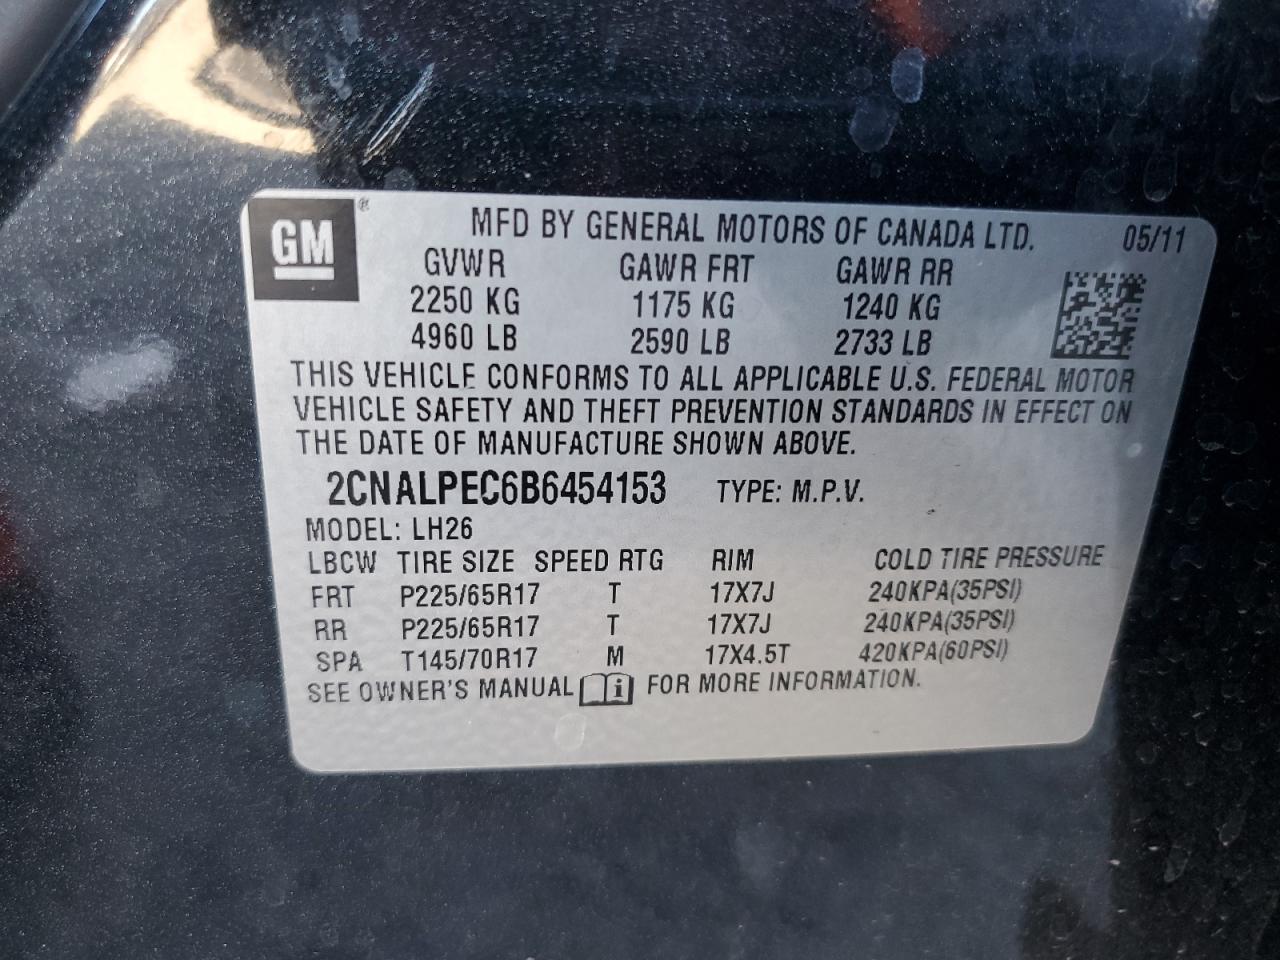 GM®
MFD BY GENERAL MOTORS OF CANADA LTD. 05/11
GVWR GAWR FRT GAWR RR
2250 KG 1175 KG 1240 KG
4960 LB 2590 LB 2733 LB
THIS VEHICLE CONFORMS TO ALL APPLICABLE U.S. FEDERAL MOTOR
VEHICLE SAFETY AND THEFT PREVENTION STANDARDS IN EFFECT ON
THE DATE OF MANUFACTURE SHOWN ABOVE.
2CNALPEC6B6454153 TYPE: M.P.V.
MODEL: LH26
LBCW TIRE SIZE SPEED RTG RIM COLD TIRE PRESSURE
FRT P225/65R17 T 17X7J 240KPA(35PSI)
RR P225/65R17 T 17X7J 240KPA(35PSI)
SPA T145/70R17 M 17X4.5T 420KPA(60PSI)
SEE OWNER'S MANUAL i FOR MORE INFORMATION.